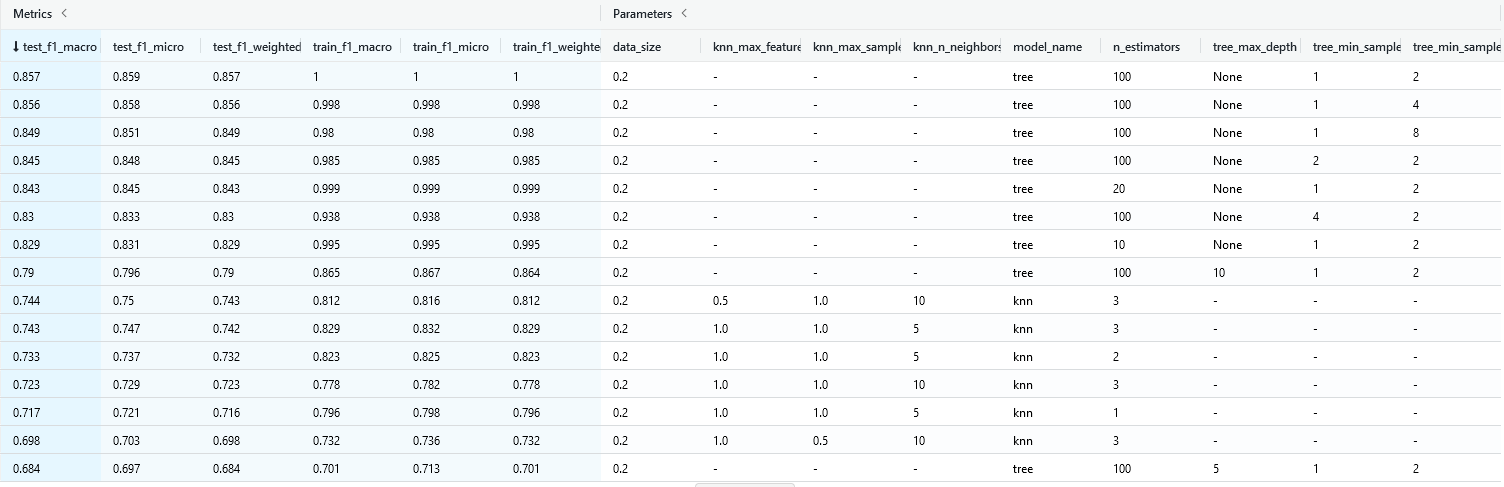 Metrics Parameters
test_f1_macro test_f1_micro test_f1_weighted train_f1_macro train_f1_micro train_f1_weighte data_size knn_max_feature knn_max_sample knn_n_neighbors model_name n_estimators tree_max_depth tree_min_sample tree_min_sample
0.857 0.859 0.857 1 1 1 0.2 - - - tree 100 None 1 2
0.856 0.858 0.856 0.998 0.998 0.998 0.2 - - - tree 100 None 1 4
0.849 0.851 0.849 0.98 0.98 0.98 0.2 - - - tree 100 None 1 8
0.845 0.848 0.845 0.985 0.985 0.985 0.2 - - - tree 100 None 2 2
0.843 0.845 0.843 0.999 0.999 0.999 0.2 - - - tree 20 None 1 2
0.83 0.833 0.83 0.938 0.938 0.938 0.2 - - - tree 100 None 4 2
0.829 0.831 0.829 0.995 0.995 0.995 0.2 - - - tree 10 None 1 2
0.79 0.796 0.79 0.865 0.867 0.864 0.2 - - - tree 100 10 1 2
0.744 0.75 0.743 0.812 0.816 0.812 0.2 0.5 1.0 10 knn 3 - - -
0.743 0.747 0.742 0.829 0.832 0.829 0.2 1.0 1.0 5 knn 3 - - -
0.733 0.737 0.732 0.823 0.825 0.823 0.2 1.0 1.0 5 knn 2 - - -
0.723 0.729 0.723 0.778 0.782 0.778 0.2 1.0 1.0 10 knn 3 - - -
0.717 0.721 0.716 0.796 0.798 0.796 0.2 1.0 1.0 5 knn 1 - - -
0.698 0.703 0.698 0.732 0.736 0.732 0.2 1.0 0.5 10 knn 3 - - -
0.684 0.697 0.684 0.701 0.713 0.701 0.2 - - - tree 100 5 1 2